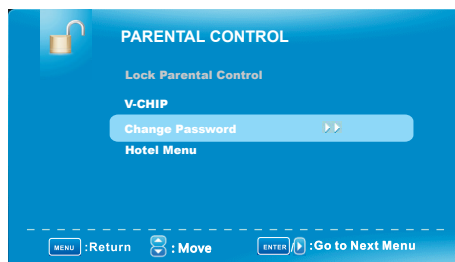 PARENTAL CONTROL
Lock Parental Control
V-CHIP
Change Password
Hotel Menu
MENU :Return : Move ENTER / :Go to Next Menu